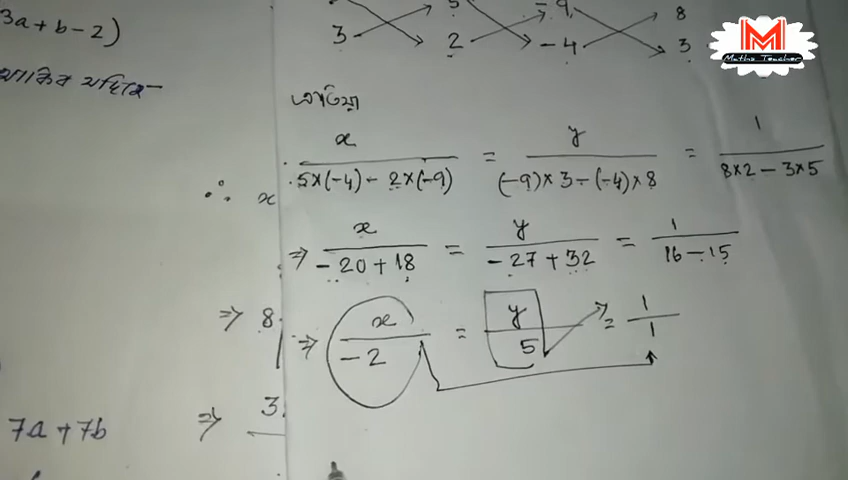 3a + b - 2)
5 -9 8
3 2 -4 3
M
Maths Teacher
x/(5×(-4) - 2×(-9)) = y/((-9)×3 - (-4)×8) = 1/(8×2 - 3×5)
∴ x
⇒ x/(-20+18) = y/(-27+32) = 1/(16-15)
⇒ 8
⇒ x/-2 = y/5 = 1/1
7a + 7b ⇒ 3